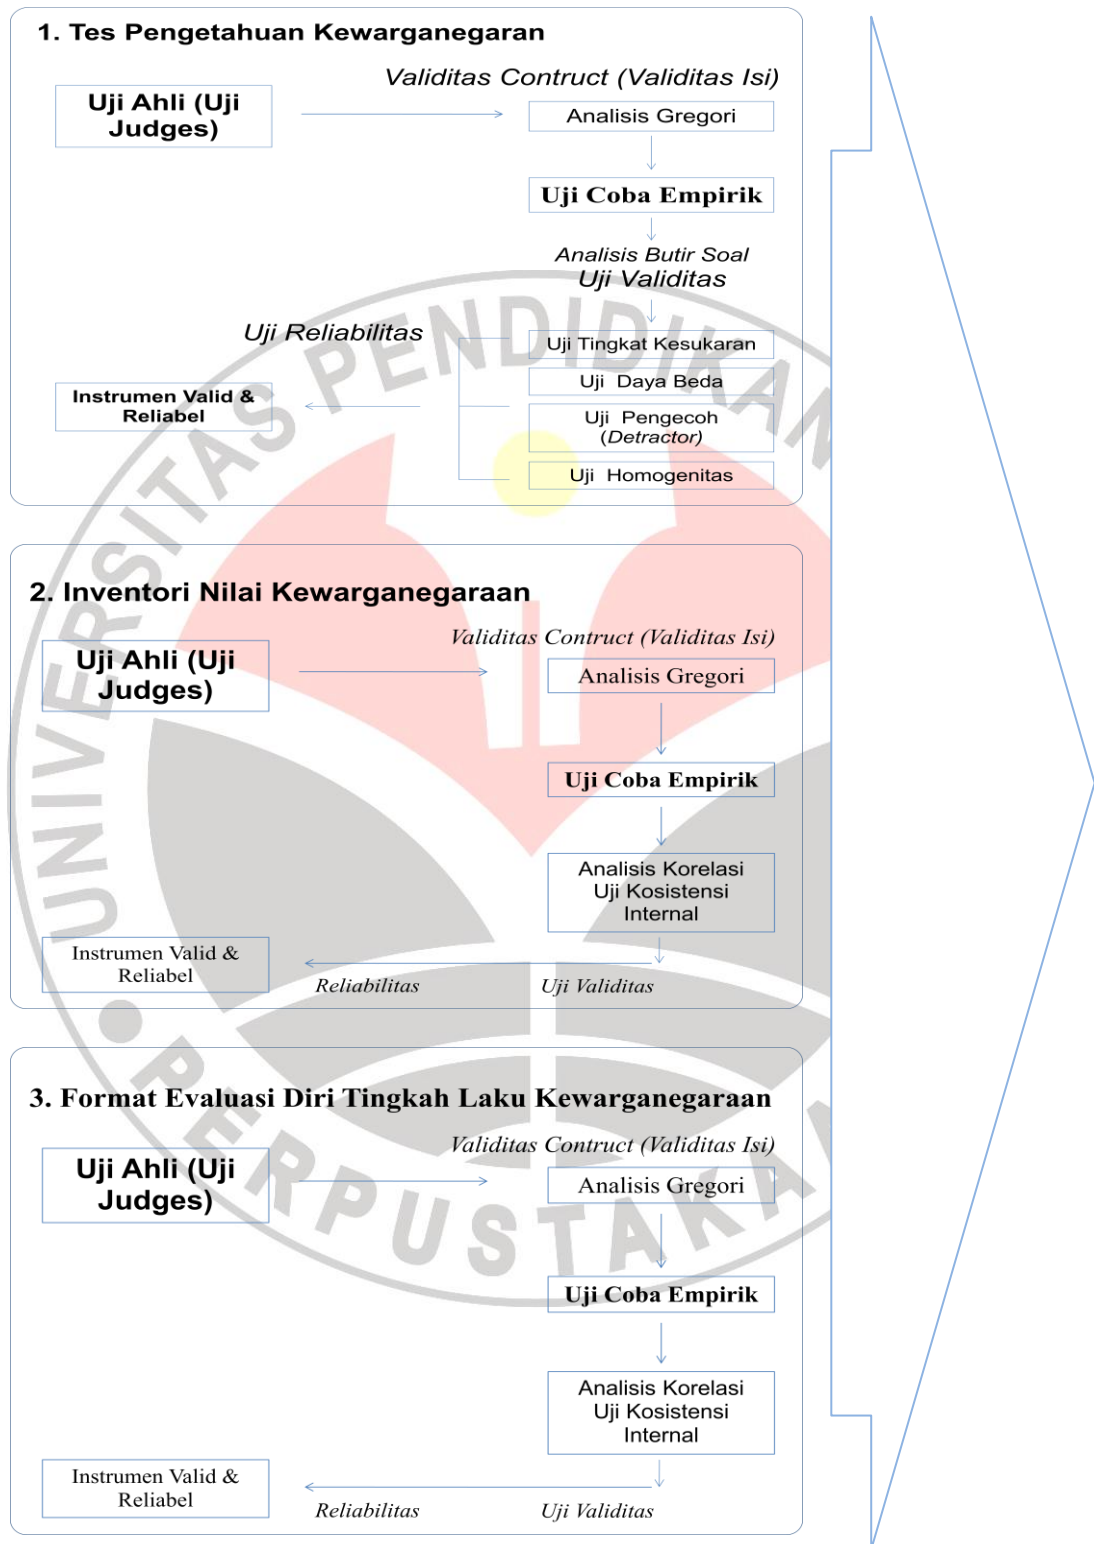 1. Tes Pengetahuan Kewarganegaran
Validitas Contruct (Validitas Isi)
Uji Ahli (Uji
Judges)
Analisis Gregori
Uji Coba Empirik
Analisis Butir Soal
Uji Validitas
Uji Reliabilitas
Uji Tingkat Kesukaran
Uji Daya Beda
Uji Pengecoh
(Detractor)
Uji Homogenitas
Instrumen Valid &
Reliabel
2. Inventori Nilai Kewarganegaraan
Validitas Contruct (Validitas Isi)
Uji Ahli (Uji
Judges)
Analisis Gregori
Uji Coba Empirik
Analisis Korelasi
Uji Kosistensi
Internal
Instrumen Valid &
Reliabel
Reliabilitas
Uji Validitas
3. Format Evaluasi Diri Tingkah Laku Kewarganegaraan
Validitas Contruct (Validitas Isi)
Uji Ahli (Uji
Judges)
Analisis Gregori
Uji Coba Empirik
Analisis Korelasi
Uji Kosistensi
Internal
Instrumen Valid &
Reliabel
Reliabilitas
Uji Validitas
UNIVERSITAS PENDIDIKAN
PERPUSTAKAA